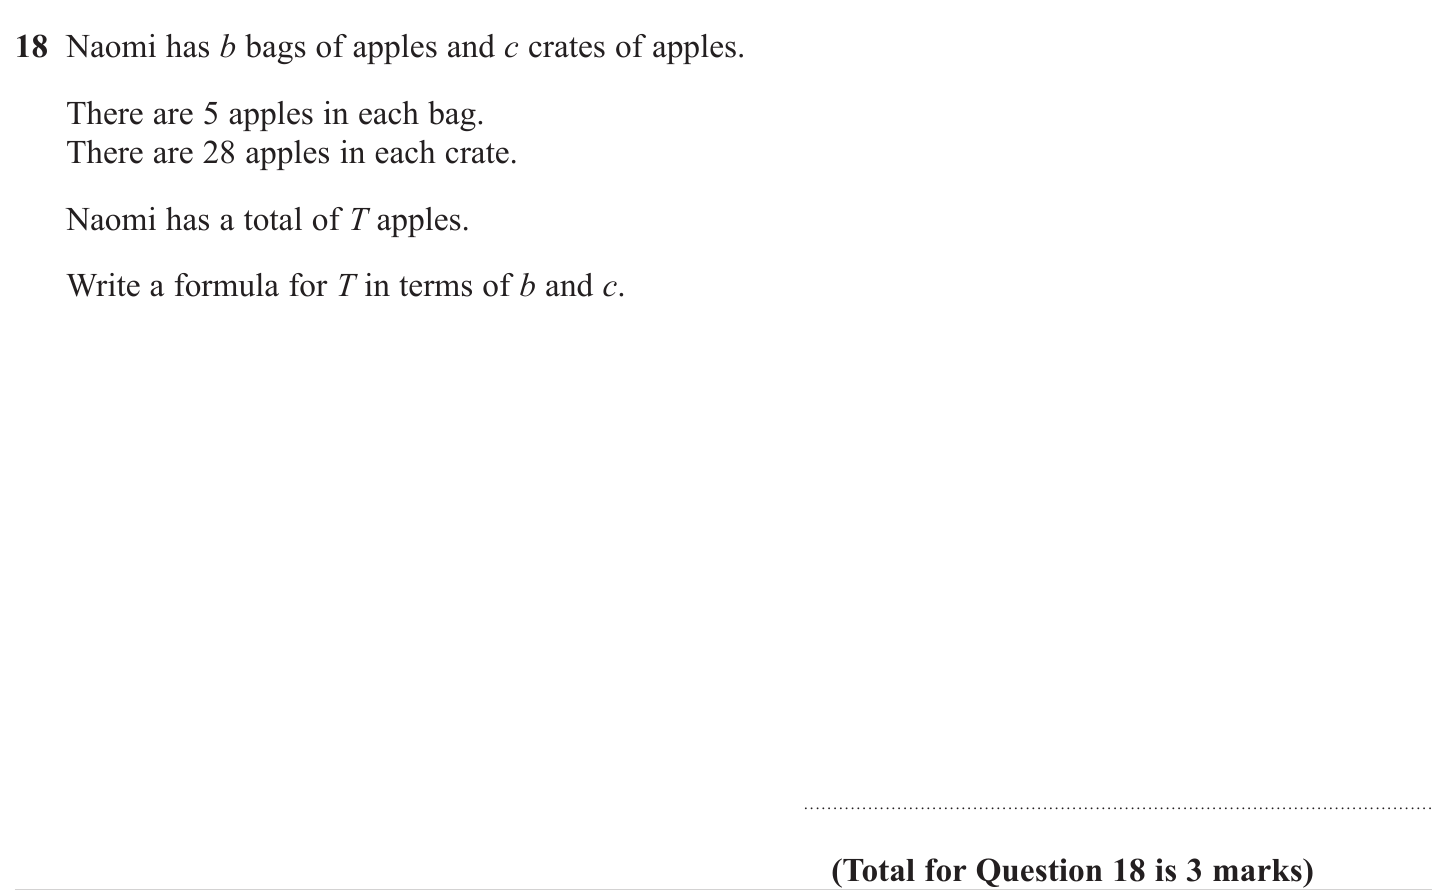 18 Naomi has b bags of apples and c crates of apples.
There are 5 apples in each bag.
There are 28 apples in each crate.
Naomi has a total of T apples.
Write a formula for T in terms of b and c.
(Total for Question 18 is 3 marks)